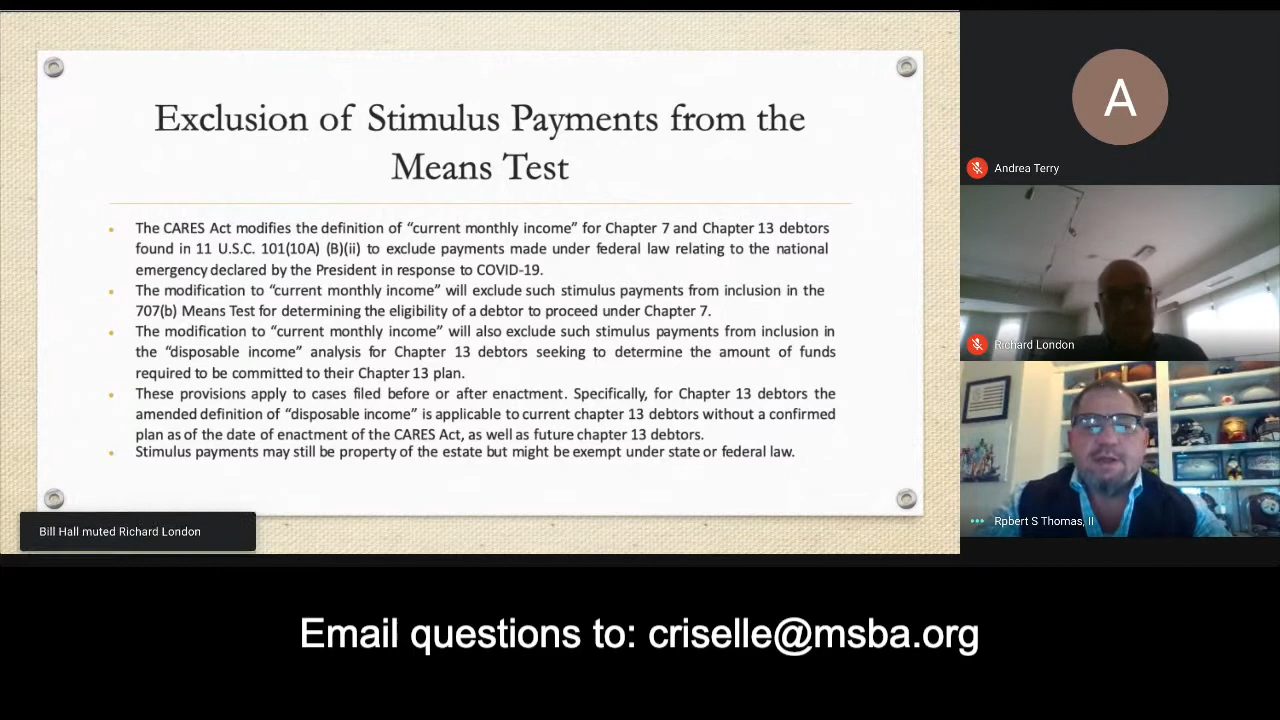 Exclusion of Stimulus Payments from the
Means Test
The CARES Act modifies the definition of “current monthly income” for Chapter 7 and Chapter 13 debtors
found in 11 U.S.C. 101(10A) (B)(ii) to exclude payments made under federal law relating to the national
emergency declared by the President in response to COVID-19.
The modification to “current monthly income” will exclude such stimulus payments from inclusion in the
707(b) Means Test for determining the eligibility of a debtor to proceed under Chapter 7.
The modification to “current monthly income” will also exclude such stimulus payments from inclusion in
the “disposable income” analysis for Chapter 13 debtors seeking to determine the amount of funds
required to be committed to their Chapter 13 plan.
These provisions apply to cases filed before or after enactment. Specifically, for Chapter 13 debtors the
amended definition of “disposable income” is applicable to current chapter 13 debtors without a confirmed
plan as of the date of enactment of the CARES Act, as well as future chapter 13 debtors.
Stimulus payments may still be property of the estate but might be exempt under state or federal law.
Bill Hall muted Richard London
A
Andrea Terry
Richard London
Rpbert S Thomas, II
Email questions to: criselle@msba.org